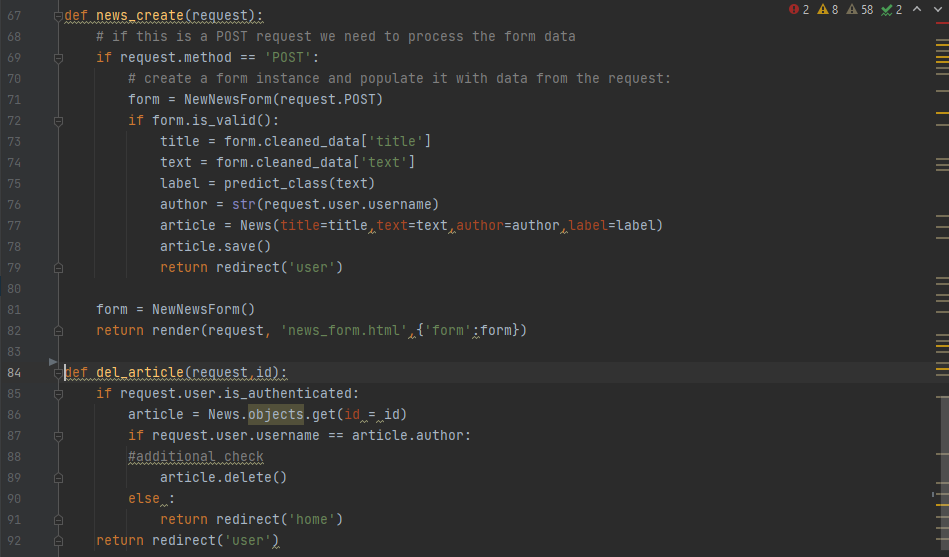 2 8 58 2
67 def news_create(request):
68     # if this is a POST request we need to process the form data
69     if request.method == 'POST':
70         # create a form instance and populate it with data from the request:
71         form = NewNewsForm(request.POST)
72         if form.is_valid():
73             title = form.cleaned_data['title']
74             text = form.cleaned_data['text']
75             label = predict_class(text)
76             author = str(request.user.username)
77             article = News(title=title,text=text,author=author,label=label)
78             article.save()
79             return redirect('user')
80
81     form = NewNewsForm()
82     return render(request, 'news_form.html',{'form':form})
83
84 def del_article(request,id):
85     if request.user.is_authenticated:
86         article = News.objects.get(id = id)
87         if request.user.username == article.author:
88         #additional check
89             article.delete()
90         else :
91             return redirect('home')
92     return redirect('user')